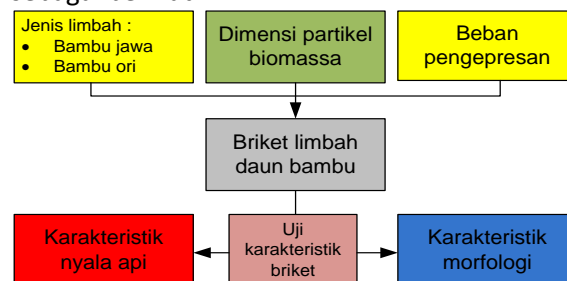 Jenis limbah :
• Bambu jawa
• Bambu ori
Dimensi partikel
biomassa
Beban
pengepresan
Briket limbah
daun bambu
Karakteristik
nyala api
Uji
karakteristik
briket
Karakteristik
morfologi